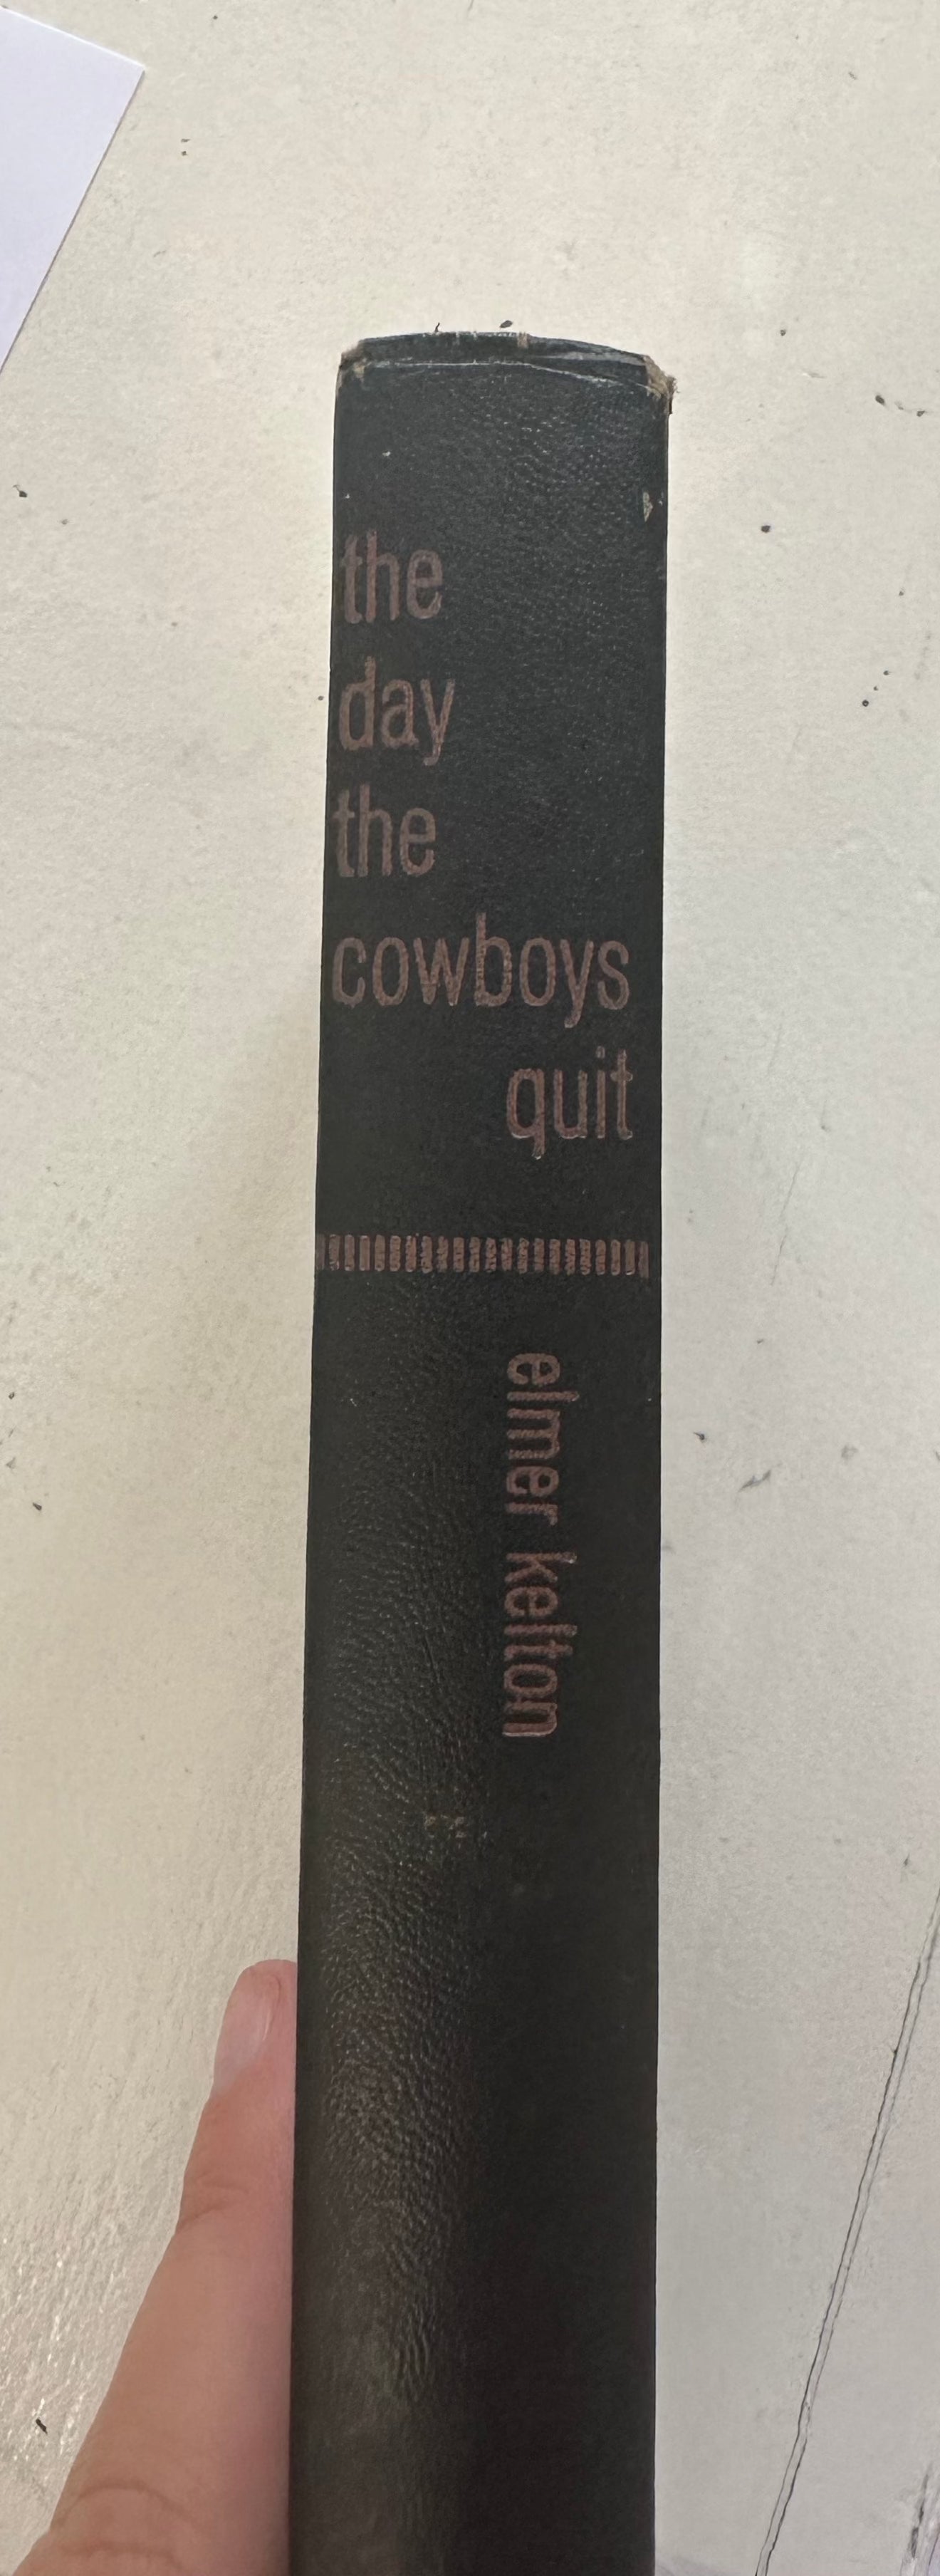 the
day
the
cowboys
quit
elmer kelton